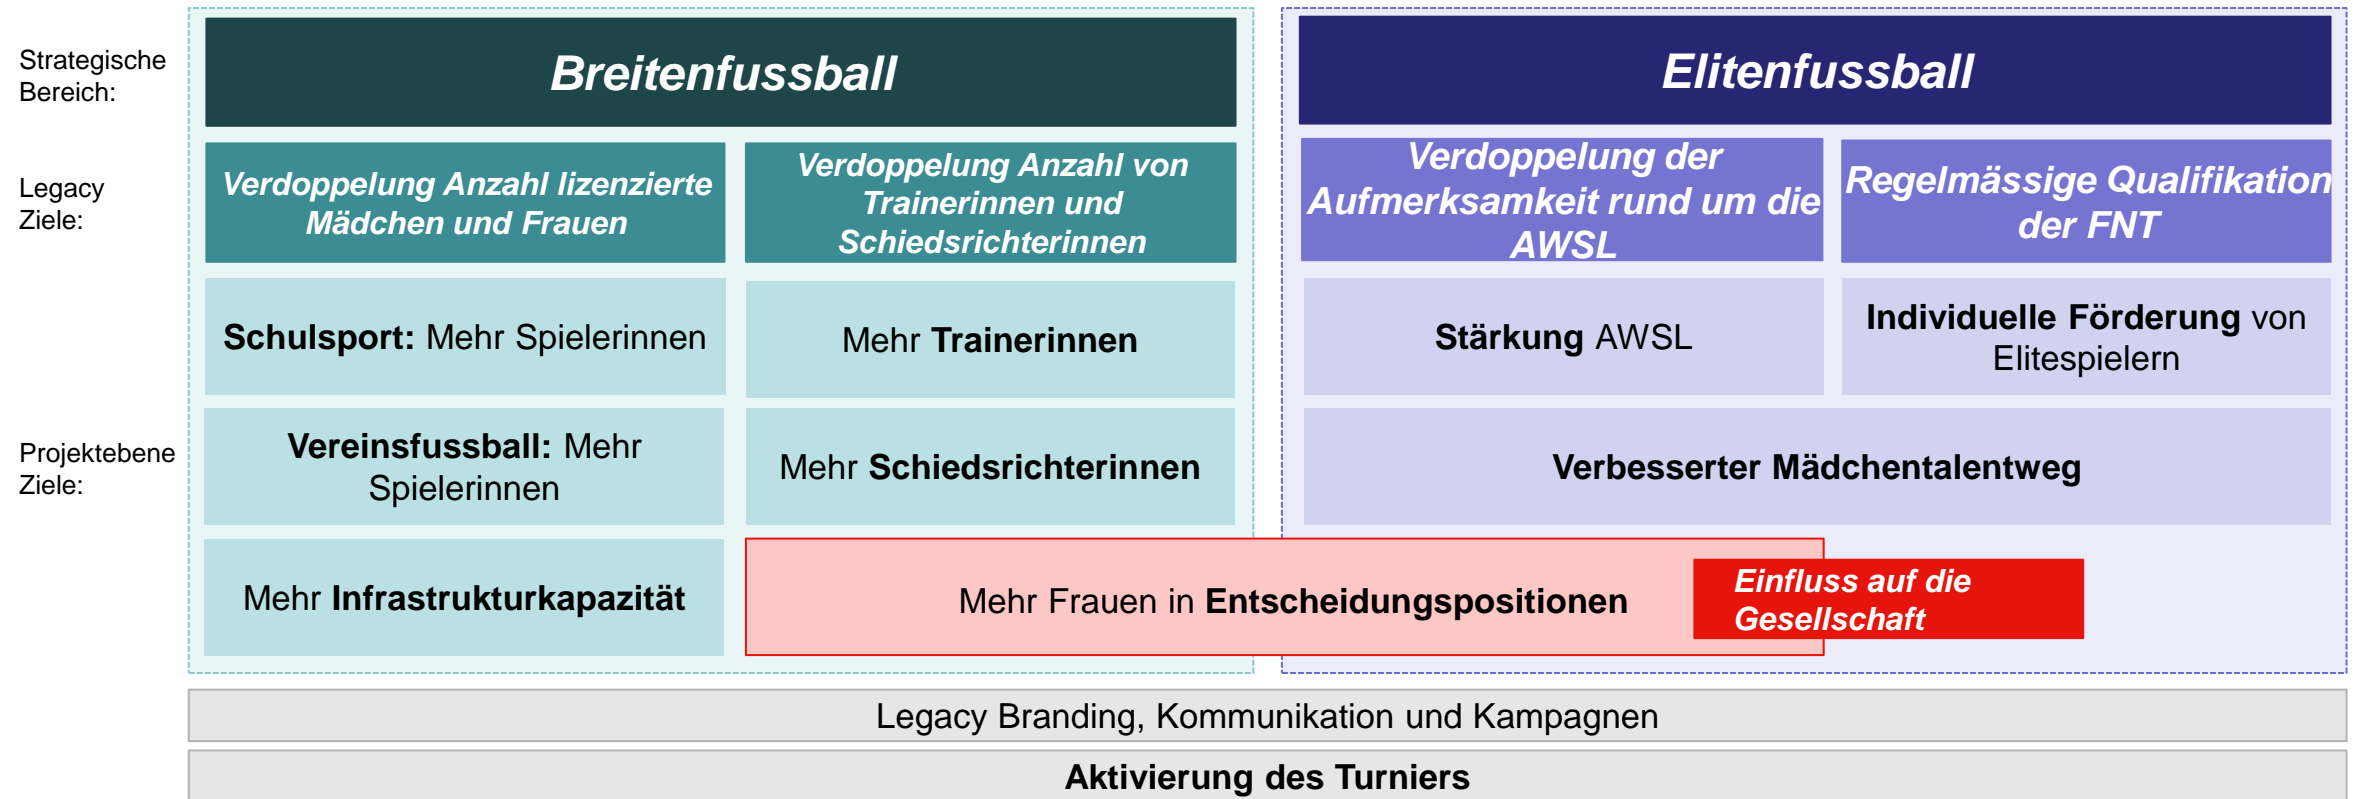 Strategische
Bereich:
Breitenfussball
Elitenfussball
Legacy
Ziele:
Verdoppelung Anzahl lizenzierte
Mädchen und Frauen
Verdoppelung Anzahl von
Trainerinnen und
Schiedsrichterinnen
Verdoppelung der
Aufmerksamkeit rund um die
AWSL
Regelmässige Qualifikation
der FNT
Projektebene
Ziele:
Schulsport: Mehr Spielerinnen
Mehr Trainerinnen
Stärkung AWSL
Individuelle Förderung von
Elitespielern
Vereinsfussball: Mehr
Spielerinnen
Mehr Schiedsrichterinnen
Verbesserter Mädchentalentweg
Mehr Infrastrukturkapazität
Mehr Frauen in Entscheidungspositionen
Einfluss auf die
Gesellschaft
Legacy Branding, Kommunikation und Kampagnen
Aktivierung des Turniers